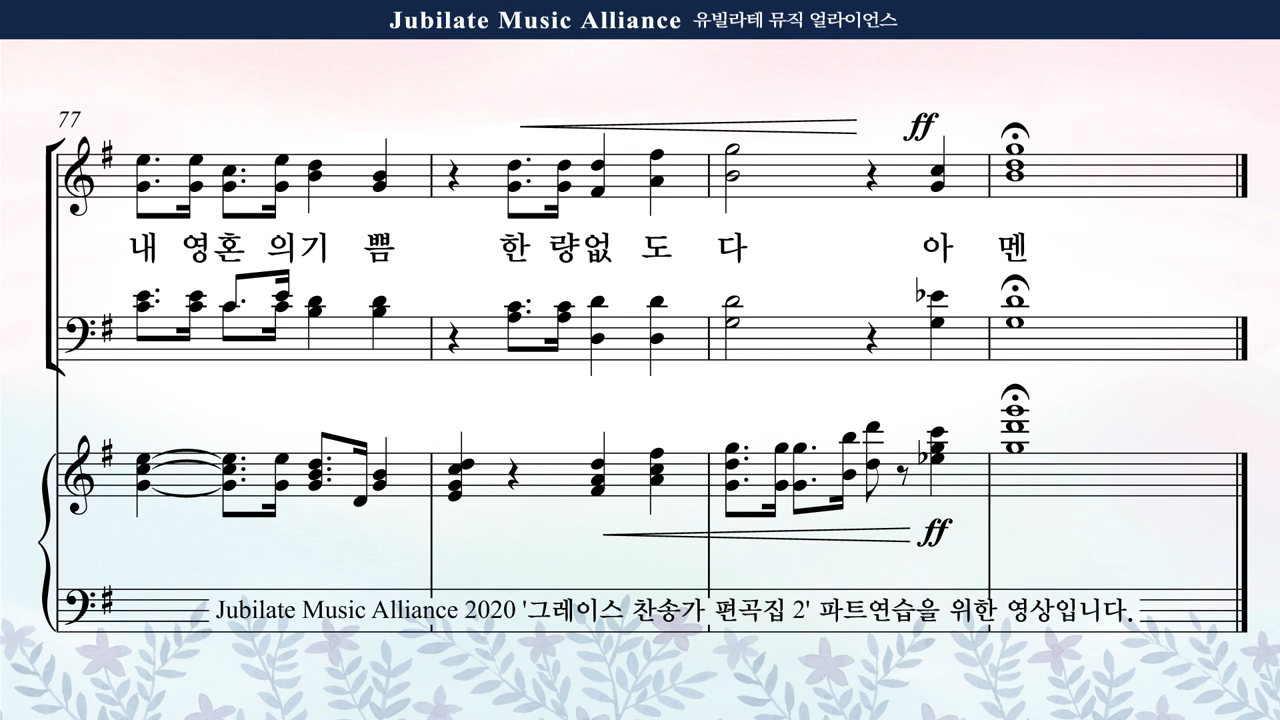 Jubilate Music Alliance 유빌라테 뮤직 얼라이언스
77
ff
내 영혼 의기 쁨 한 량없 도 다 아 멘
ff
Jubilate Music Alliance 2020 '그레이스 찬송가 편곡집 2' 파트연습을 위한 영상입니다.